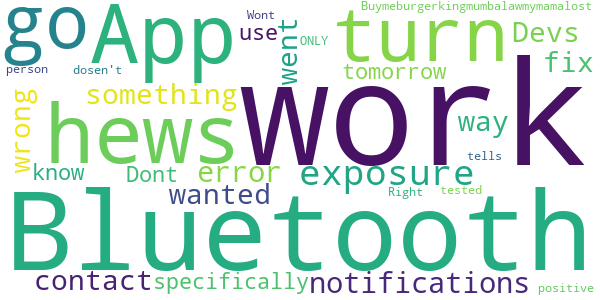 Wont
Buymeburgerkingmumbalawmymamalost
go App use went ONLY turn Devs
person dosen't
tomorrow fix
wrong something work
hews way
know Dont error exposure tells
wanted Right tested
Bluetooth
contact specifically notifications positive